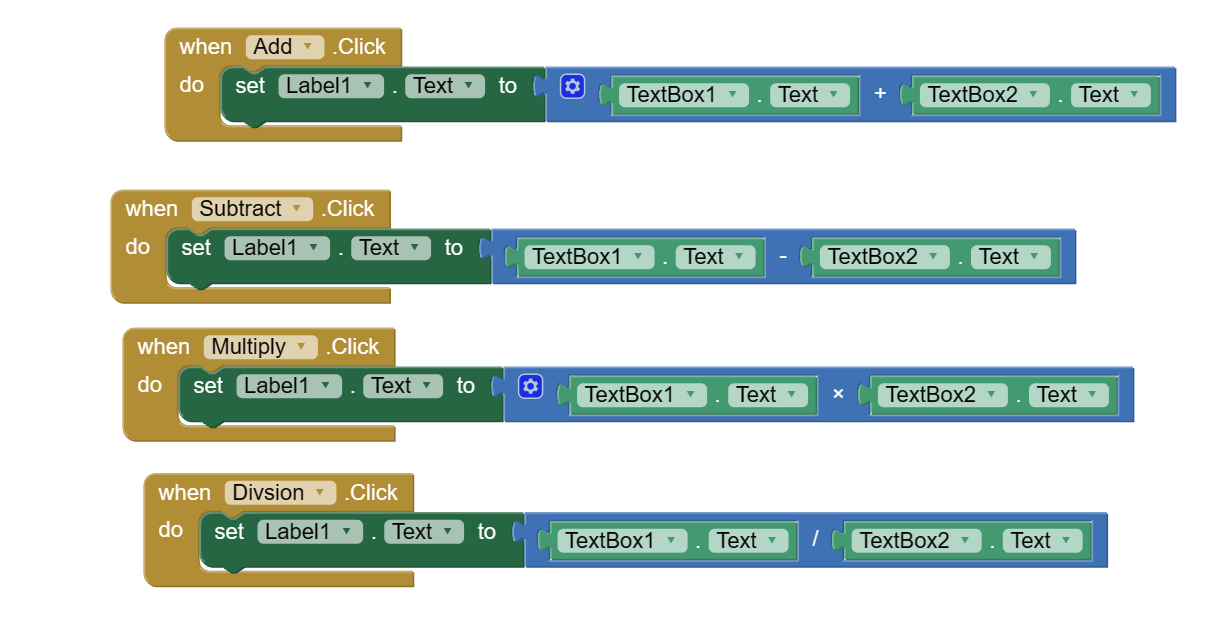 when Add .Click
do set Label1 . Text to TextBox1 . Text + TextBox2 . Text
when Subtract .Click
do set Label1 . Text to TextBox1 . Text - TextBox2 . Text
when Multiply .Click
do set Label1 . Text to TextBox1 . Text × TextBox2 . Text
when Divsion .Click
do set Label1 . Text to TextBox1 . Text / TextBox2 . Text